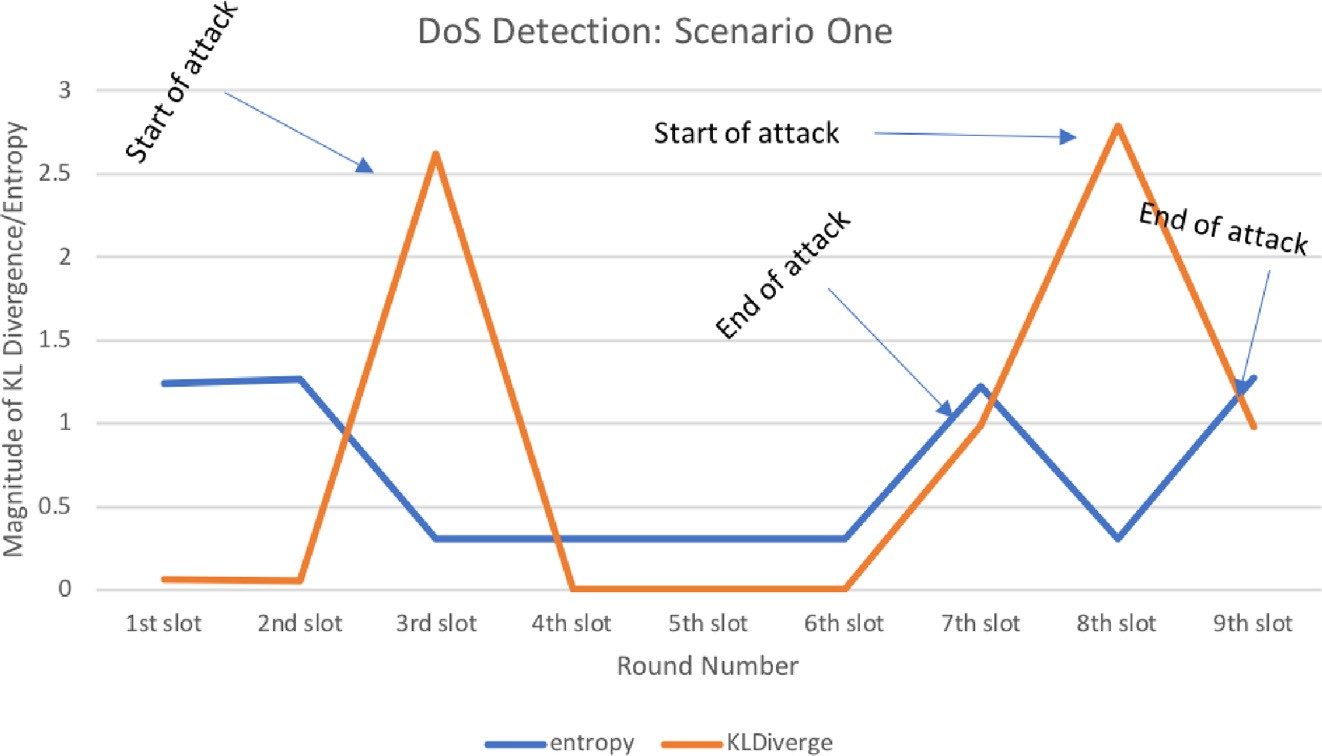 DoS Detection: Scenario One
Start of attack
Start of attack
End of attack
End of attack
Magnitude of KL Divergence/Entropy
3
2.5
2
1.5
1
0.5
0
1st slot 2nd slot 3rd slot 4th slot 5th slot 6th slot 7th slot 8th slot 9th slot
Round Number
entropy KLDiverge